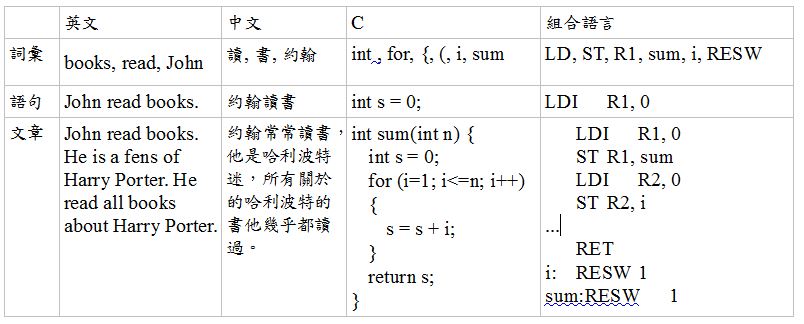 英文 中文 C 組合語言
詞彙 books, read, John 讀, 書, 約翰 int , for, {, (, i, sum LD, ST, R1, sum, i, RESW
語句 John read books. 約翰讀書 int s = 0; LDI R1, 0
文章
John read books.
He is a fens of
Harry Porter. He
read all books
about Harry Porter.
約翰常常讀書，
他是哈利波特
迷，所有關於
的哈利波特的
書他幾乎都讀
過。
int sum(int n) {
int s = 0;
for (i=1; i<=n; i++)
{
s = s + i;
}
return s;
}
LDI R1, 0
ST R1, sum
LDI R2, 0
ST R2, i
...
RET
i: RESW 1
sum:RESW 1